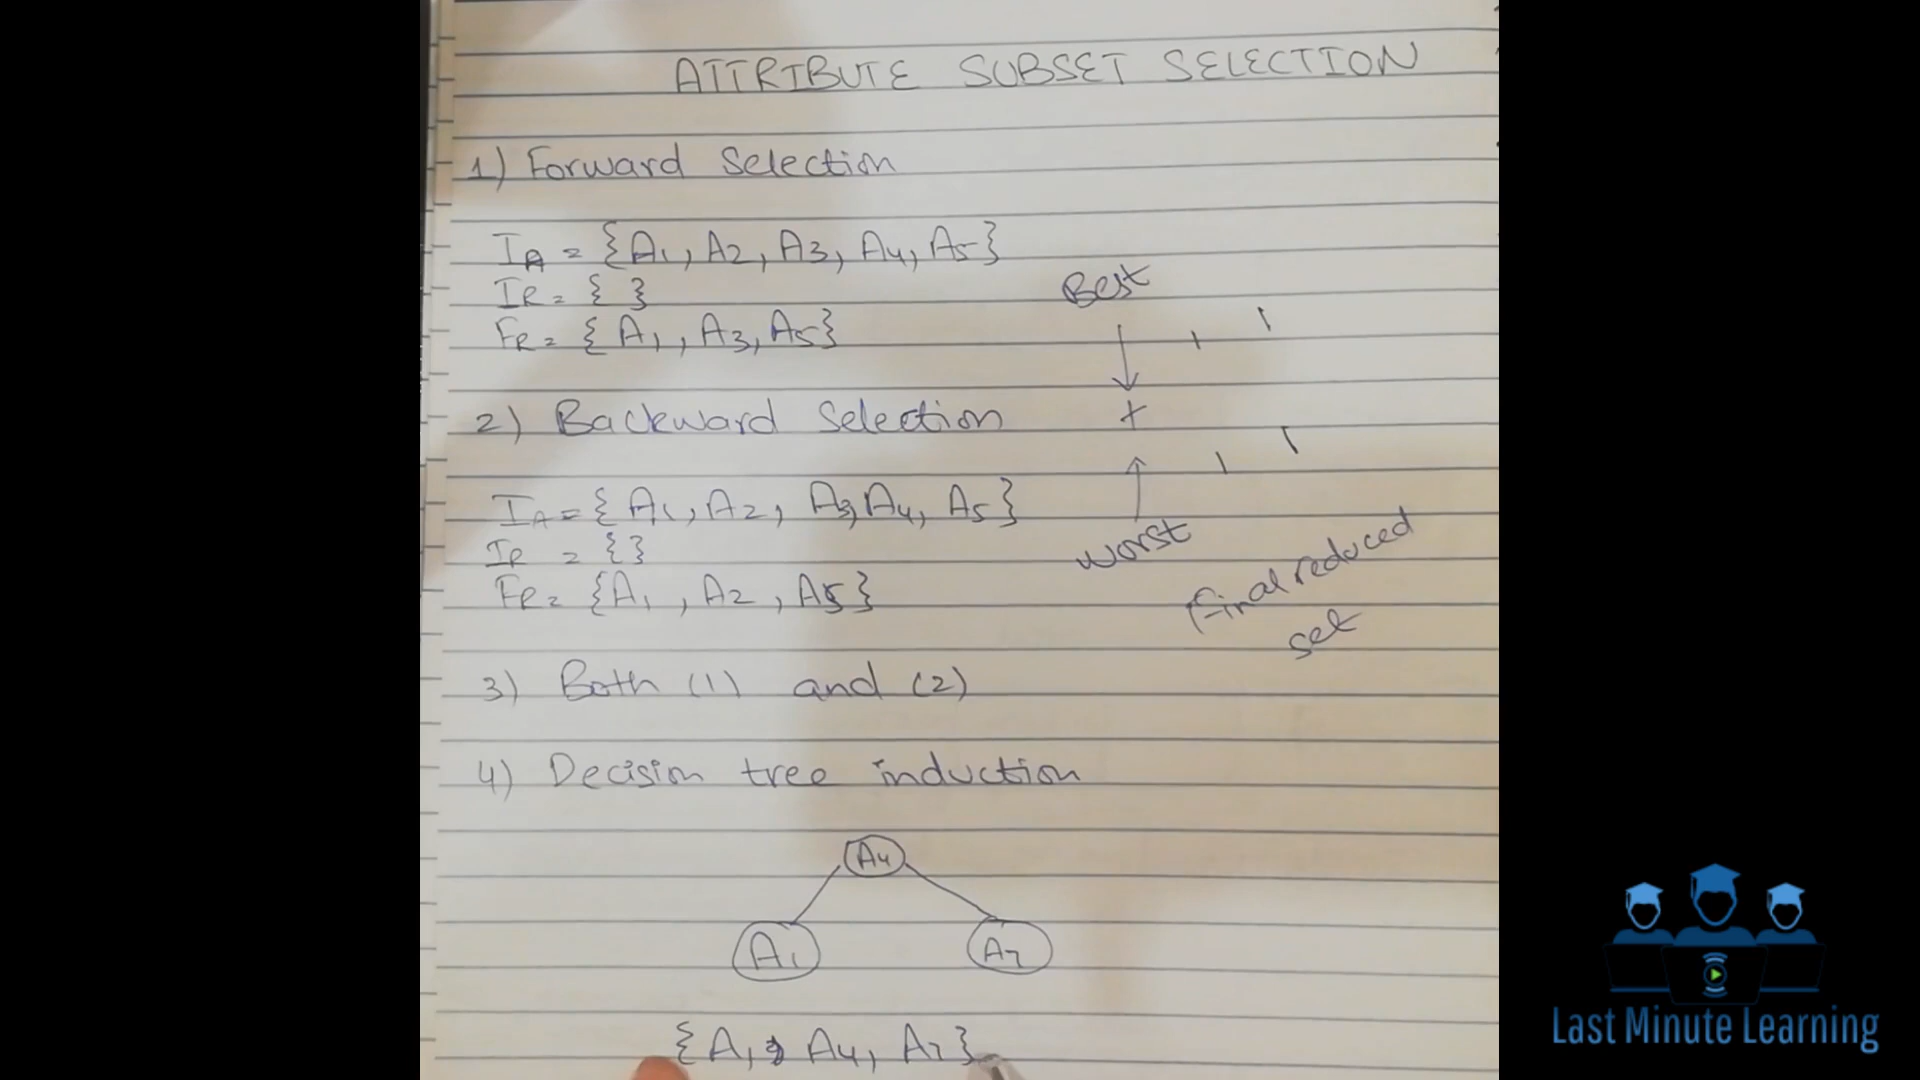 ATTRIBUTE SUBSET SELECTION
1) Forward Selection
IA = {A1, A2, A3, A4, A5}
IR = { }
FR = { A1, A3, A5}
Best
2) Backward Selection
IA = { A1, A2, A3, A4, A5 }
IR = { }
FR = {A1, A2, A5}
worst
final reduced
set
3) Both (1) and (2)
4) Decision tree induction
A4
A1
A7
{A1, A4, A7}
Last Minute Learning